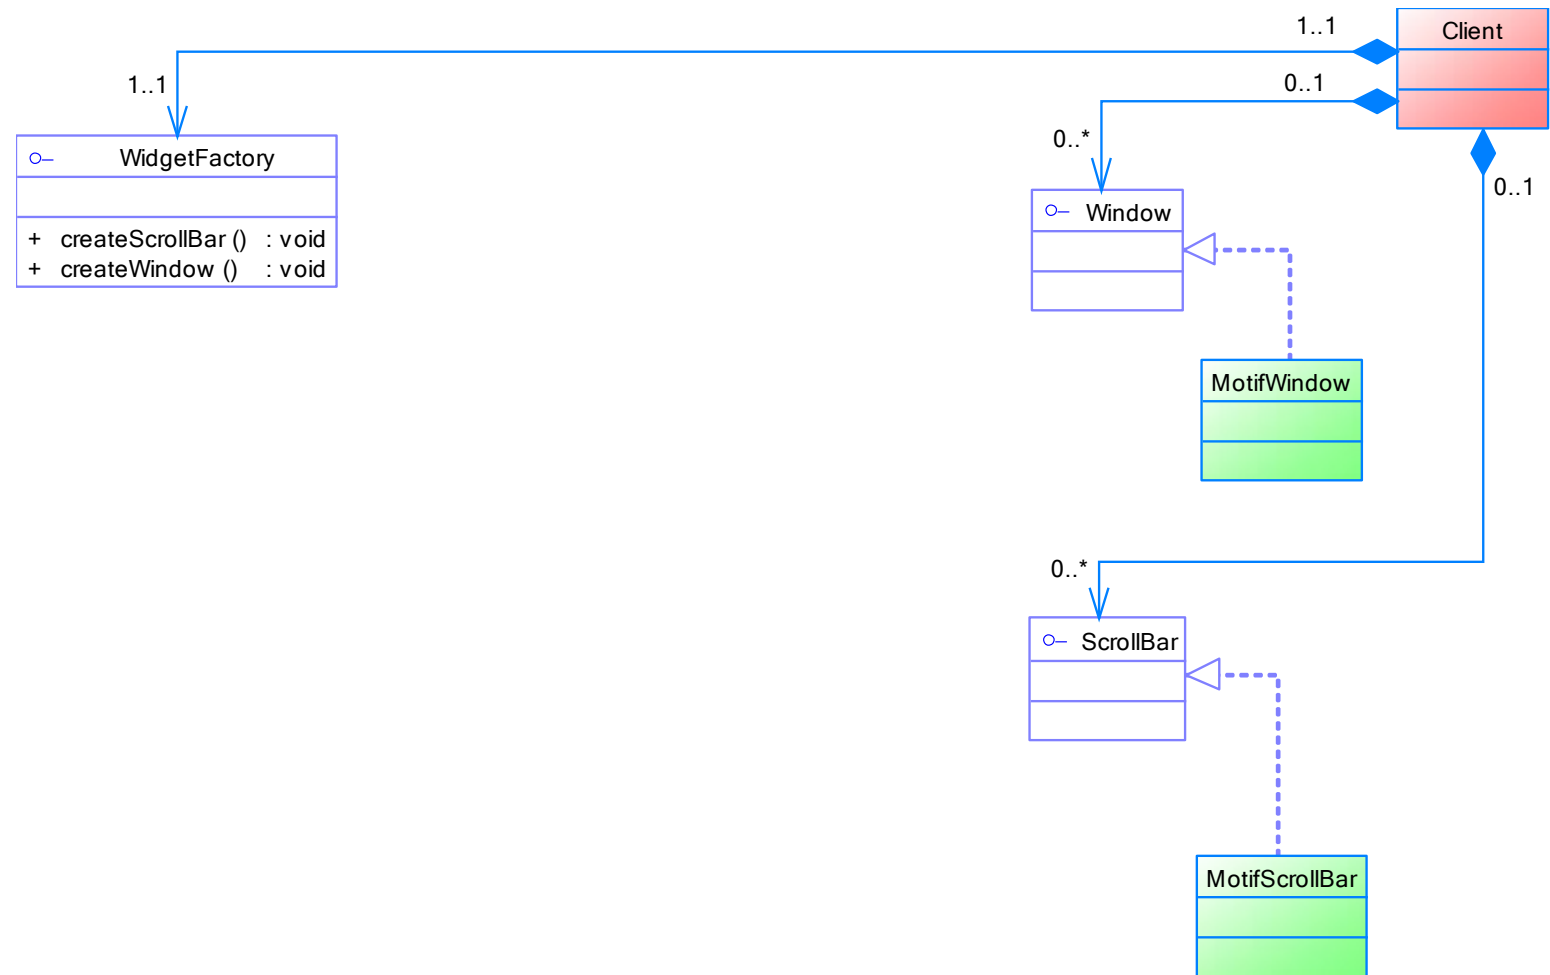 1..1
Client
0..1
1..1
0..*
WidgetFactory
0..1
Window
+ createScrollBar () : void
+ createWindow () : void
MotifWindow
0..*
ScrollBar
MotifScrollBar